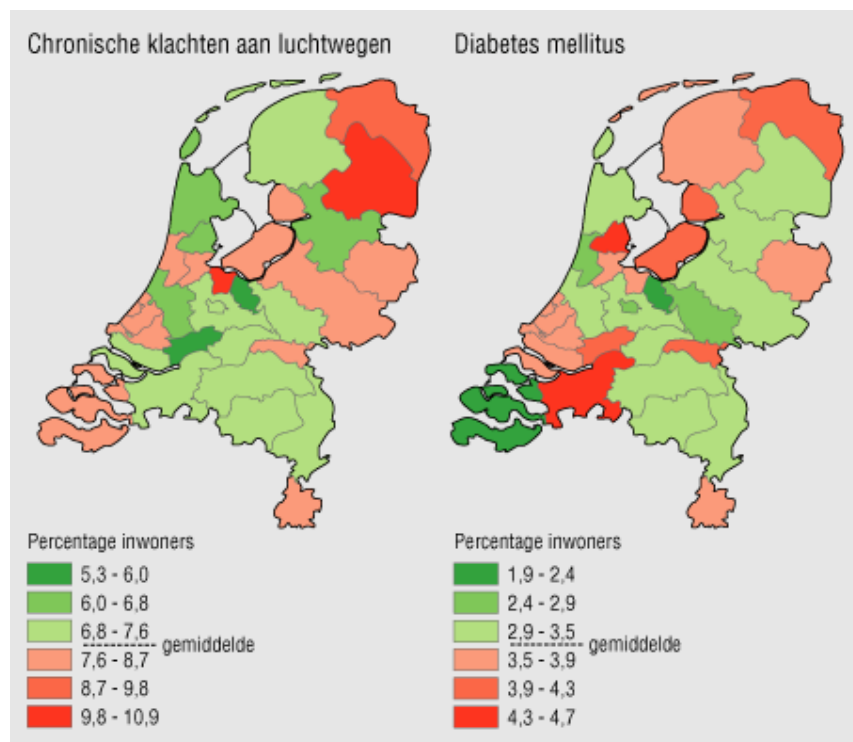 Chronische klachten aan luchtwegen
Percentage inwoners
5,3 - 6,0
6,0 - 6,8
6,8 - 7,6
gemiddelde
7,6 - 8,7
8,7 - 9,8
9,8 - 10,9
Diabetes mellitus
Percentage inwoners
1,9 - 2,4
2,4 - 2,9
2,9 - 3,5
gemiddelde
3,5 - 3,9
3,9 - 4,3
4,3 - 4,7